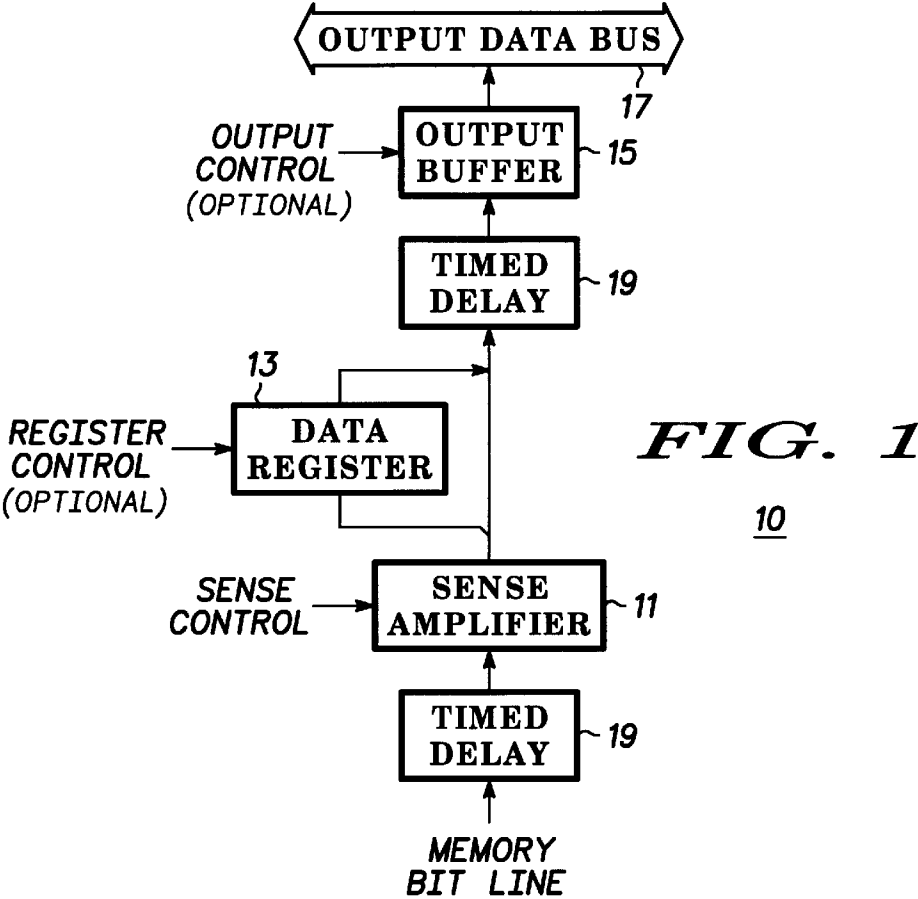 OUTPUT DATA BUS
17
OUTPUT
CONTROL
(OPTIONAL)
OUTPUT
BUFFER
15
TIMED
DELAY
19
13
REGISTER
CONTROL
(OPTIONAL)
DATA
REGISTER
FIG. 1
10
SENSE
CONTROL
SENSE
AMPLIFIER
11
TIMED
DELAY
19
MEMORY
BIT LINE